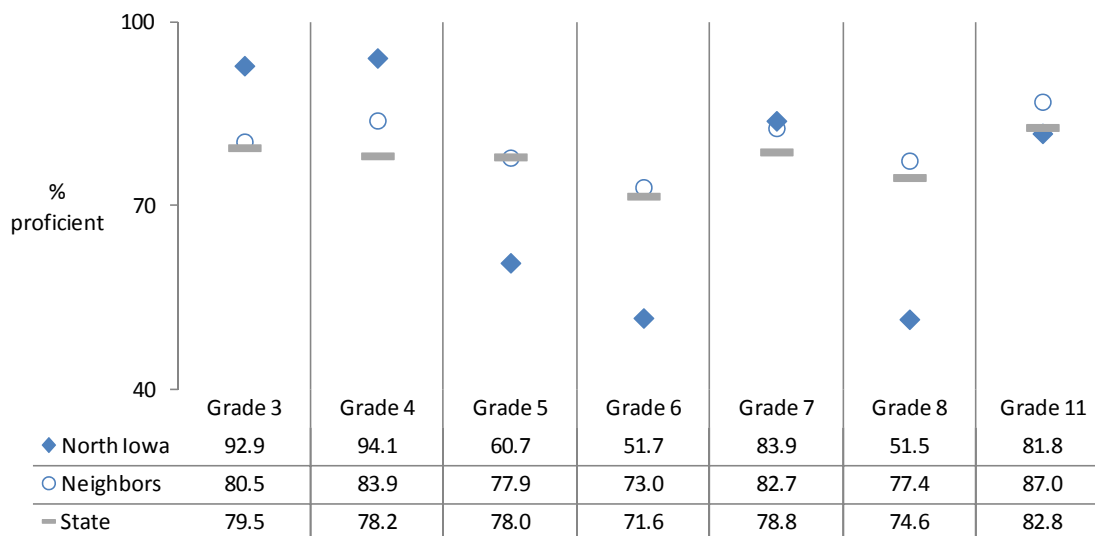 100
%
proficient
70
40
Grade 3 Grade 4 Grade 5 Grade 6 Grade 7 Grade 8 Grade 11
North Iowa 92.9 94.1 60.7 51.7 83.9 51.5 81.8
Neighbors 80.5 83.9 77.9 73.0 82.7 77.4 87.0
State 79.5 78.2 78.0 71.6 78.8 74.6 82.8